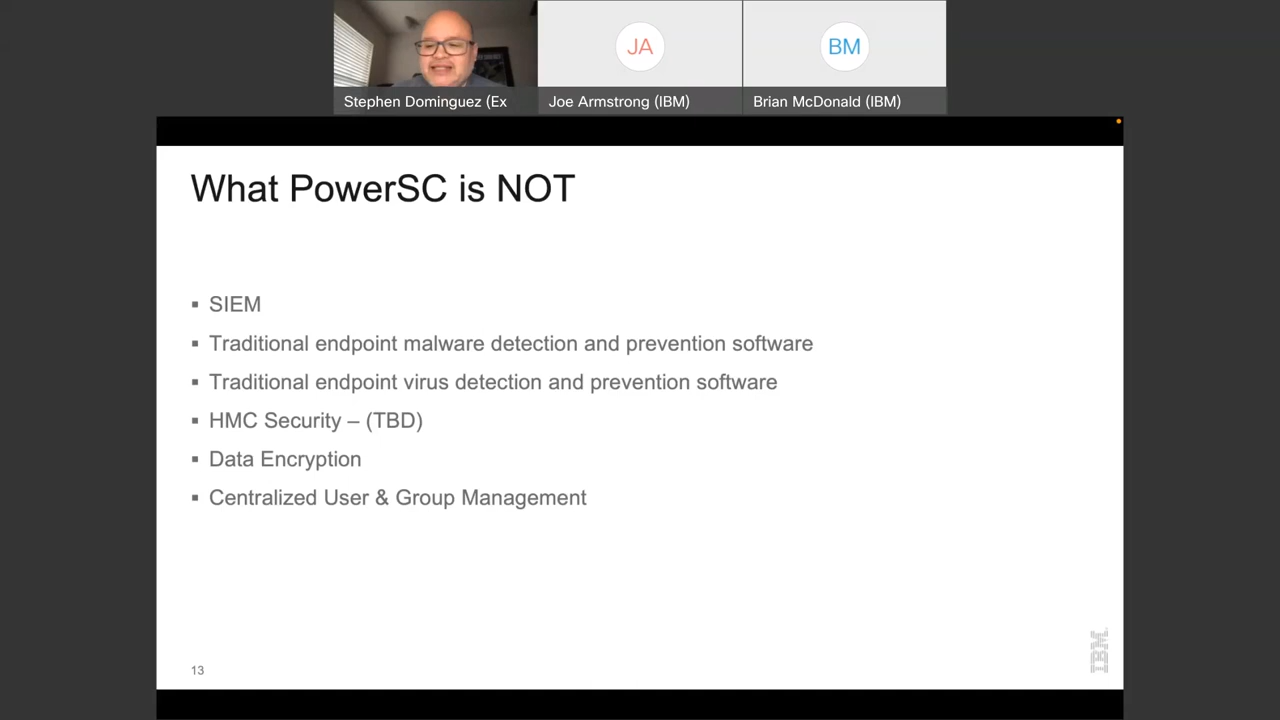 Stephen Dominguez (Ex
JA
Joe Armstrong (IBM)
BM
Brian McDonald (IBM)
What PowerSC is NOT
▪ SIEM
▪ Traditional endpoint malware detection and prevention software
▪ Traditional endpoint virus detection and prevention software
▪ HMC Security – (TBD)
▪ Data Encryption
▪ Centralized User & Group Management
13
IBM